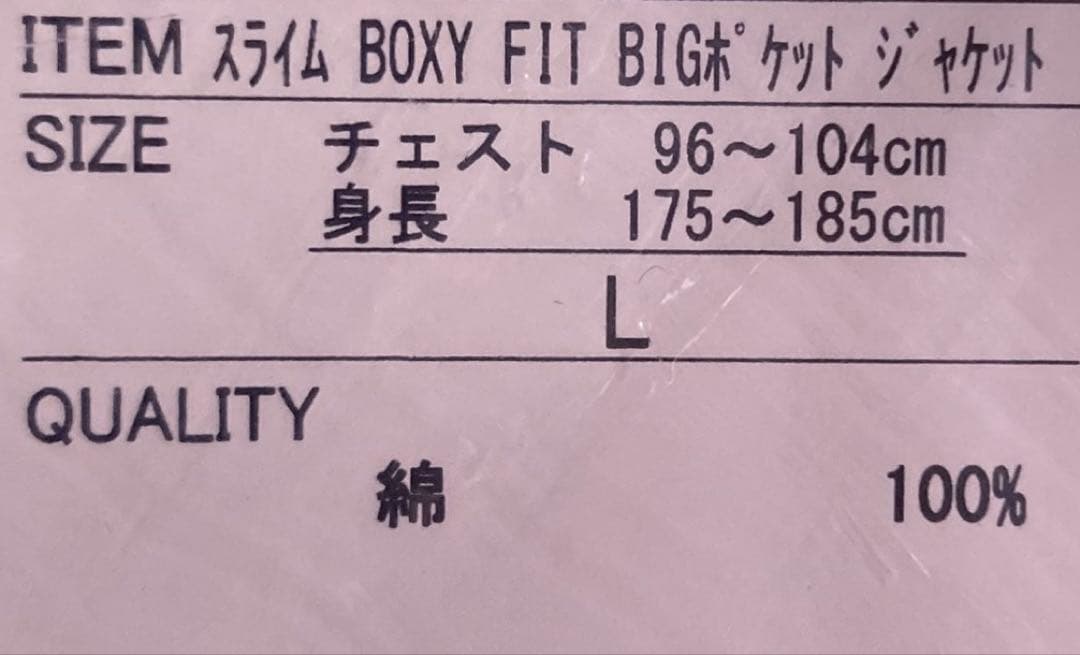 ITEM ｽﾗｲﾑ BOXY FIT BIGﾎﾟｹｯﾄ ｼﾞｬｹｯﾄ
SIZE チェスト 96～104cm
身長 175～185cm
L
QUALITY
綿 100%